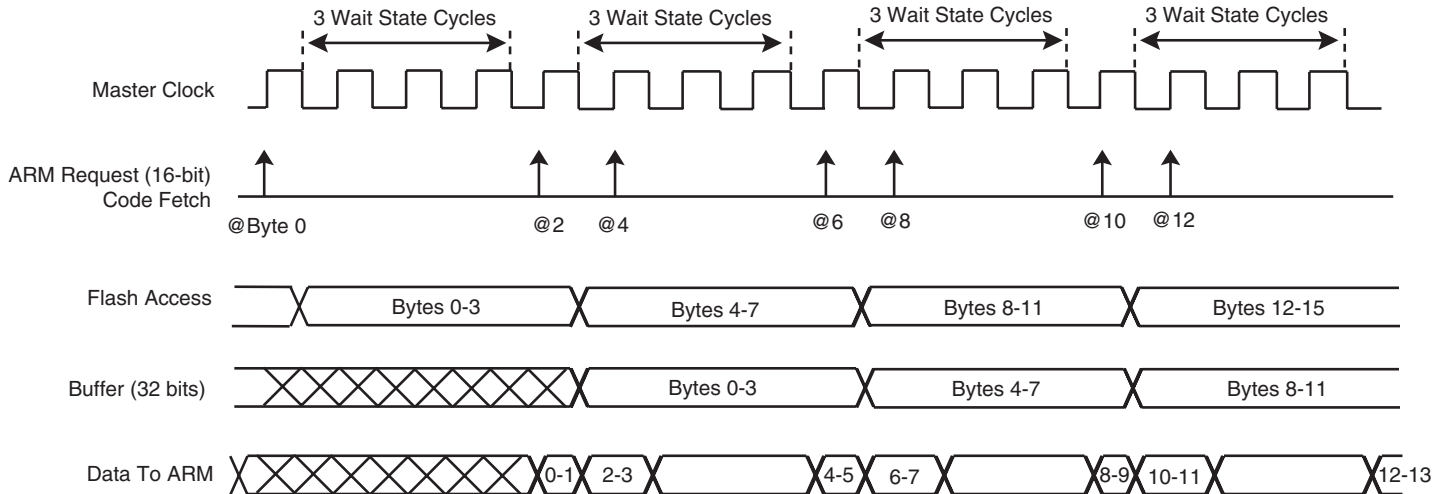 3 Wait State Cycles 3 Wait State Cycles 3 Wait State Cycles 3 Wait State Cycles
Master Clock
ARM Request (16-bit)
Code Fetch
@Byte 0 @2 @4 @6 @8 @10 @12
Flash Access Bytes 0-3 Bytes 4-7 Bytes 8-11 Bytes 12-15
Buffer (32 bits) Bytes 0-3 Bytes 4-7 Bytes 8-11
Data To ARM 0-1 2-3 4-5 6-7 8-9 10-11 12-13